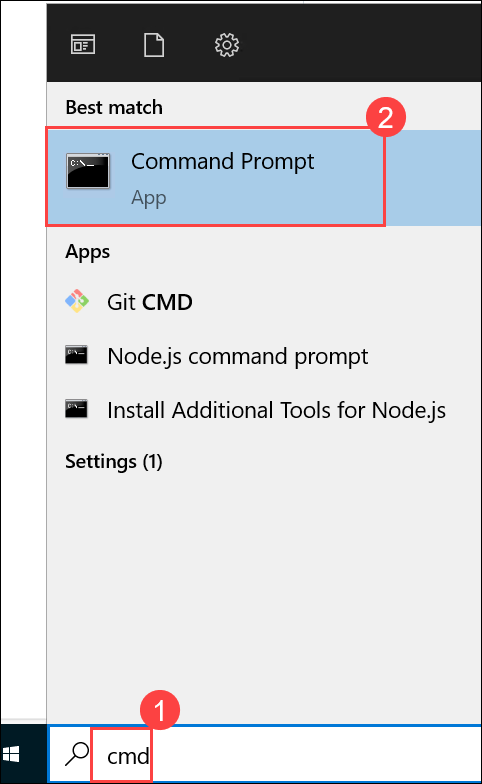 Best match
2
Command Prompt
App
Apps
Git CMD
Node.js command prompt
Install Additional Tools for Node.js
Settings (1)
1
cmd